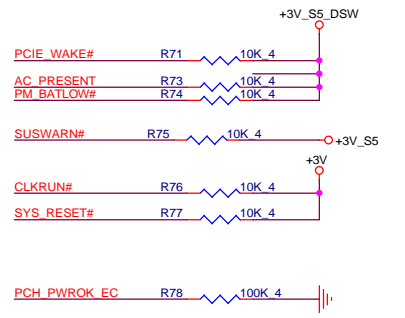 +3V_S5_DSW
PCIE_WAKE# R71 10K_4
AC_PRESENT R73 10K_4
PM_BATLOW# R74 10K_4
SUSWARN# R75 10K_4 +3V_S5
+3V
CLKRUN# R76 10K_4
SYS_RESET# R77 10K_4
PCH_PWROK_EC R78 100K_4